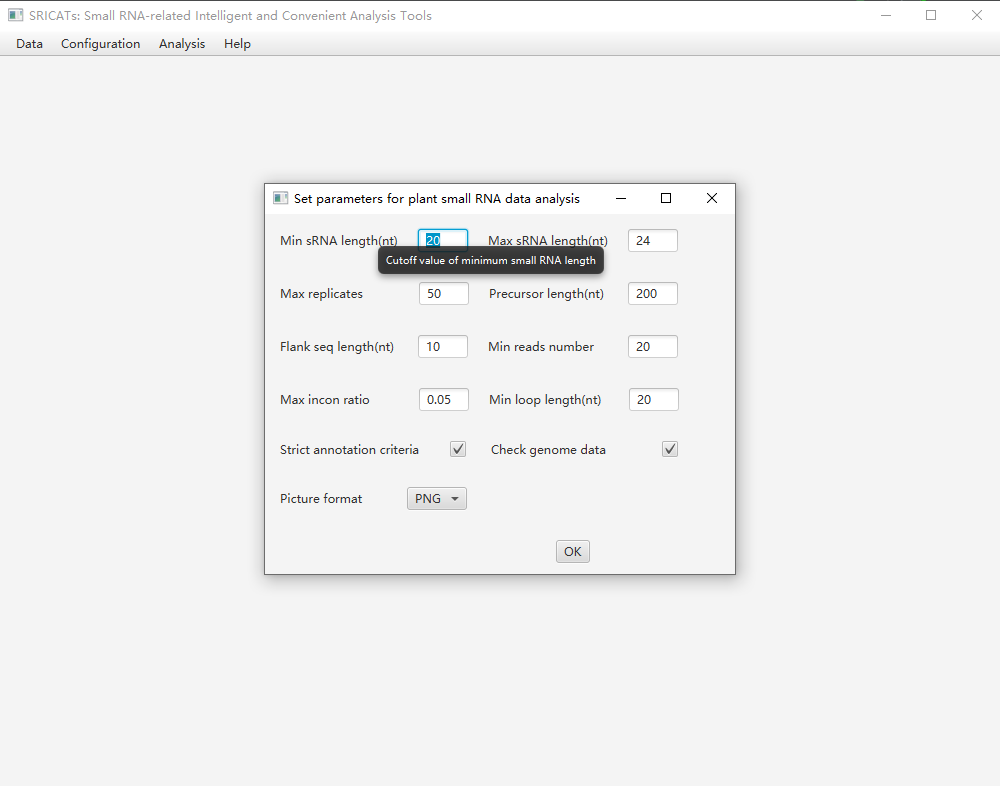 SRICATs: Small RNA-related Intelligent and Convenient Analysis Tools
Data Configuration Analysis Help
Set parameters for plant small RNA data analysis
Min sRNA length(nt) 20 Max sRNA length(nt) 24
Cutoff value of minimum small RNA length
Max replicates 50 Precursor length(nt) 200
Flank seq length(nt) 10 Min reads number 20
Max incon ratio 0.05 Min loop length(nt) 20
Strict annotation criteria Check genome data
Picture format PNG
OK